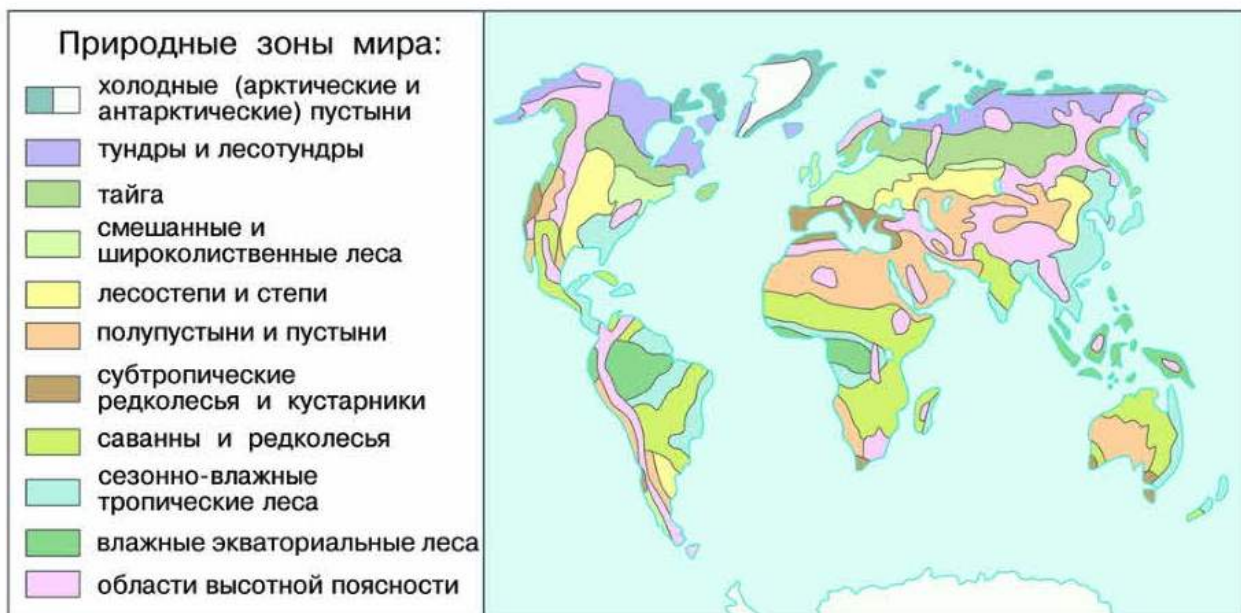 Природные зоны мира:
холодные (арктические и
антарктические) пустыни
тундры и лесотундры
тайга
смешанные и
широколиственные леса
лесостепи и степи
полупустыни и пустыни
субтропические
редколесья и кустарники
саванны и редколесья
сезонно-влажные
тропические леса
влажные экваториальные леса
области высотной поясности